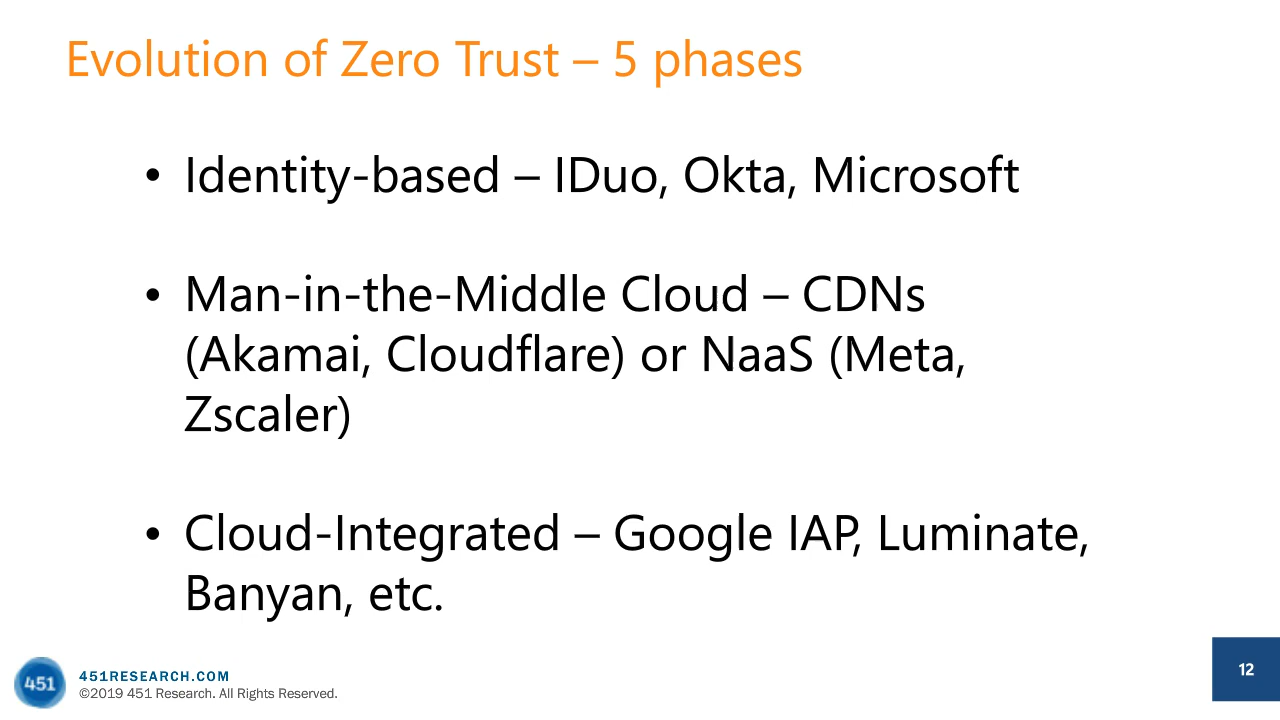 Evolution of Zero Trust – 5 phases
• Identity-based – IDuo, Okta, Microsoft
• Man-in-the-Middle Cloud – CDNs
(Akamai, Cloudflare) or NaaS (Meta,
Zscaler)
• Cloud-Integrated – Google IAP, Luminate,
Banyan, etc.
451
451RESEARCH.COM
©2019 451 Research. All Rights Reserved.
12